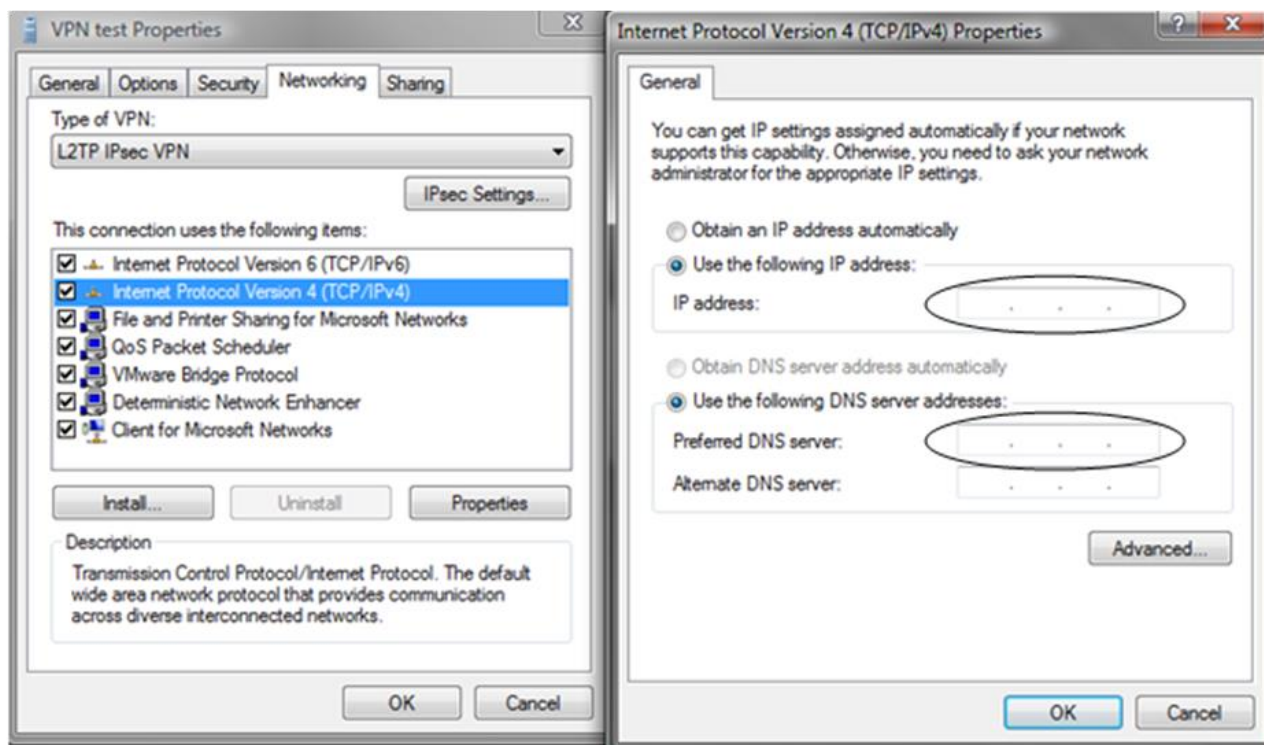 VPN test Properties
General Options Security Networking Sharing
Type of VPN:
L2TP IPsec VPN
IPsec Settings...
This connection uses the following items:
Internet Protocol Version 6 (TCP/IPv6)
Internet Protocol Version 4 (TCP/IPv4)
File and Printer Sharing for Microsoft Networks
QoS Packet Scheduler
VMware Bridge Protocol
Deterministic Network Enhancer
Client for Microsoft Networks
Install... Uninstall Properties
Description
Transmission Control Protocol/Internet Protocol. The default
wide area network protocol that provides communication
across diverse interconnected networks.
OK Cancel
Internet Protocol Version 4 (TCP/IPv4) Properties
General
You can get IP settings assigned automatically if your network
supports this capability. Otherwise, you need to ask your network
administrator for the appropriate IP settings.
Obtain an IP address automatically
Use the following IP address:
IP address: . . .
Obtain DNS server address automatically
Use the following DNS server addresses:
Preferred DNS server: . . .
Alternate DNS server: . . .
Advanced...
OK Cancel